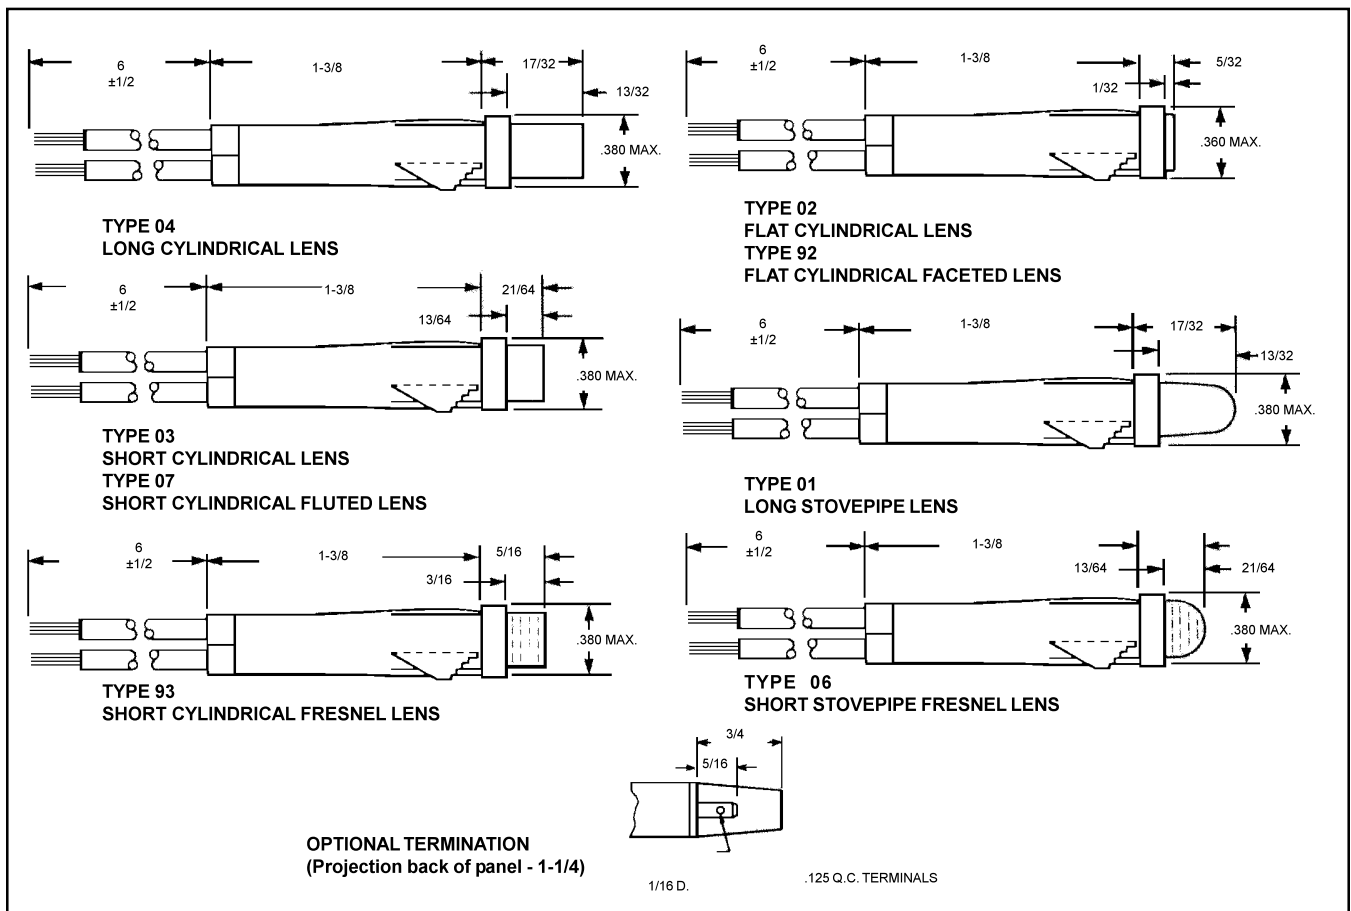 6
±1/2
1-3/8
17/32
13/32
.380 MAX.
TYPE 04
LONG CYLINDRICAL LENS
6
±1/2
1-3/8
5/32
1/32
.360 MAX.
TYPE 02
FLAT CYLINDRICAL LENS
TYPE 92
FLAT CYLINDRICAL FACETED LENS
6
±1/2
1-3/8
21/64
13/64
.380 MAX.
TYPE 03
SHORT CYLINDRICAL LENS
TYPE 07
SHORT CYLINDRICAL FLUTED LENS
6
±1/2
1-3/8
17/32
13/32
.380 MAX.
TYPE 01
LONG STOVEPIPE LENS
6
±1/2
1-3/8
5/16
3/16
.380 MAX.
TYPE 93
SHORT CYLINDRICAL FRESNEL LENS
6
±1/2
1-3/8
13/64
21/64
.380 MAX.
TYPE 06
SHORT STOVEPIPE FRESNEL LENS
3/4
5/16
OPTIONAL TERMINATION
(Projection back of panel - 1-1/4)
1/16 D.
.125 Q.C. TERMINALS